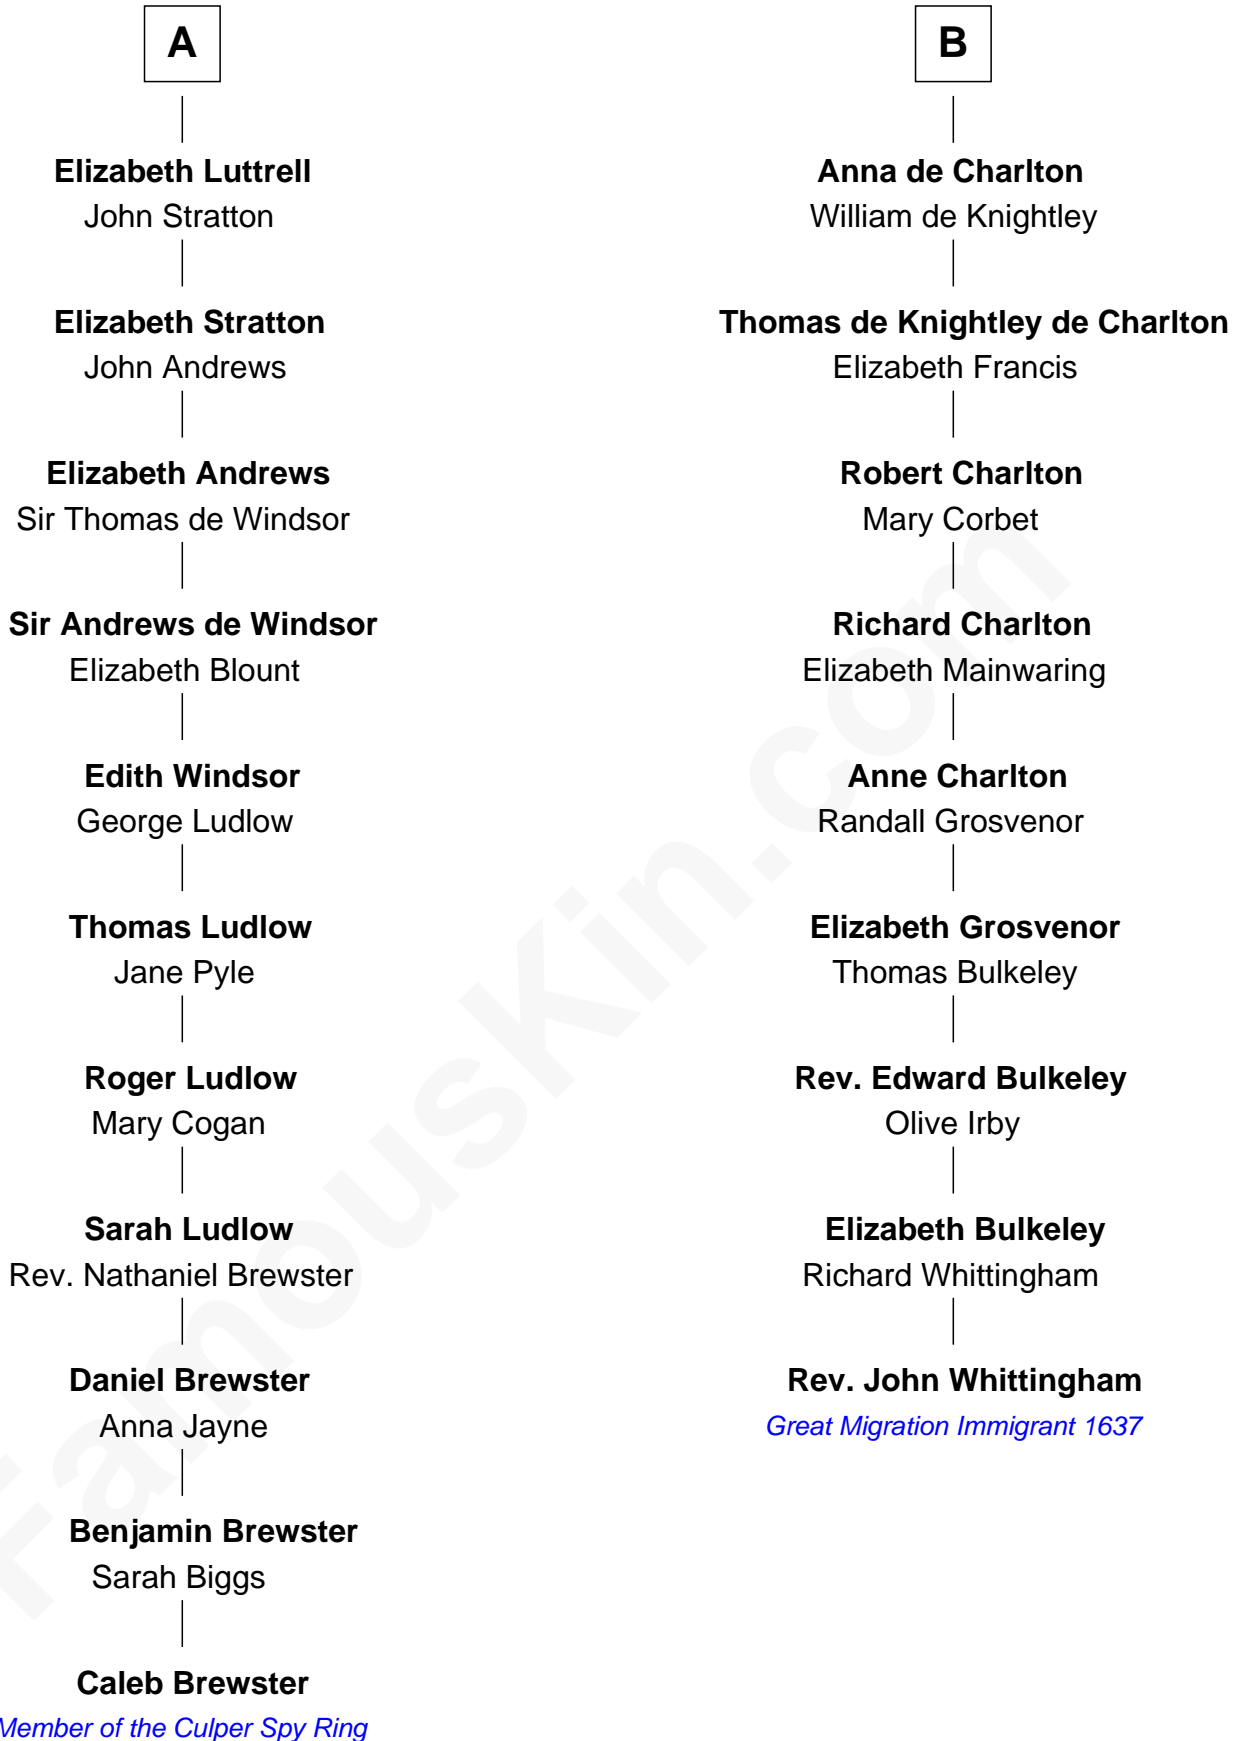 A
Elizabeth Luttrell
John Stratton
Elizabeth Stratton
John Andrews
Elizabeth Andrews
Sir Thomas de Windsor
Sir Andrews de Windsor
Elizabeth Blount
Edith Windsor
George Ludlow
Thomas Ludlow
Jane Pyle
Roger Ludlow
Mary Cogan
Sarah Ludlow
Rev. Nathaniel Brewster
Daniel Brewster
Anna Jayne
Benjamin Brewster
Sarah Biggs
Caleb Brewster
Member of the Culper Spy Ring
B
Anna de Charlton
William de Knightley
Thomas de Knightley de Charlton
Elizabeth Francis
Robert Charlton
Mary Corbet
Richard Charlton
Elizabeth Mainwaring
Anne Charlton
Randall Grosvenor
Elizabeth Grosvenor
Thomas Bulkeley
Rev. Edward Bulkeley
Olive Irby
Elizabeth Bulkeley
Richard Whittingham
Rev. John Whittingham
Great Migration Immigrant 1637
FamousKin.com